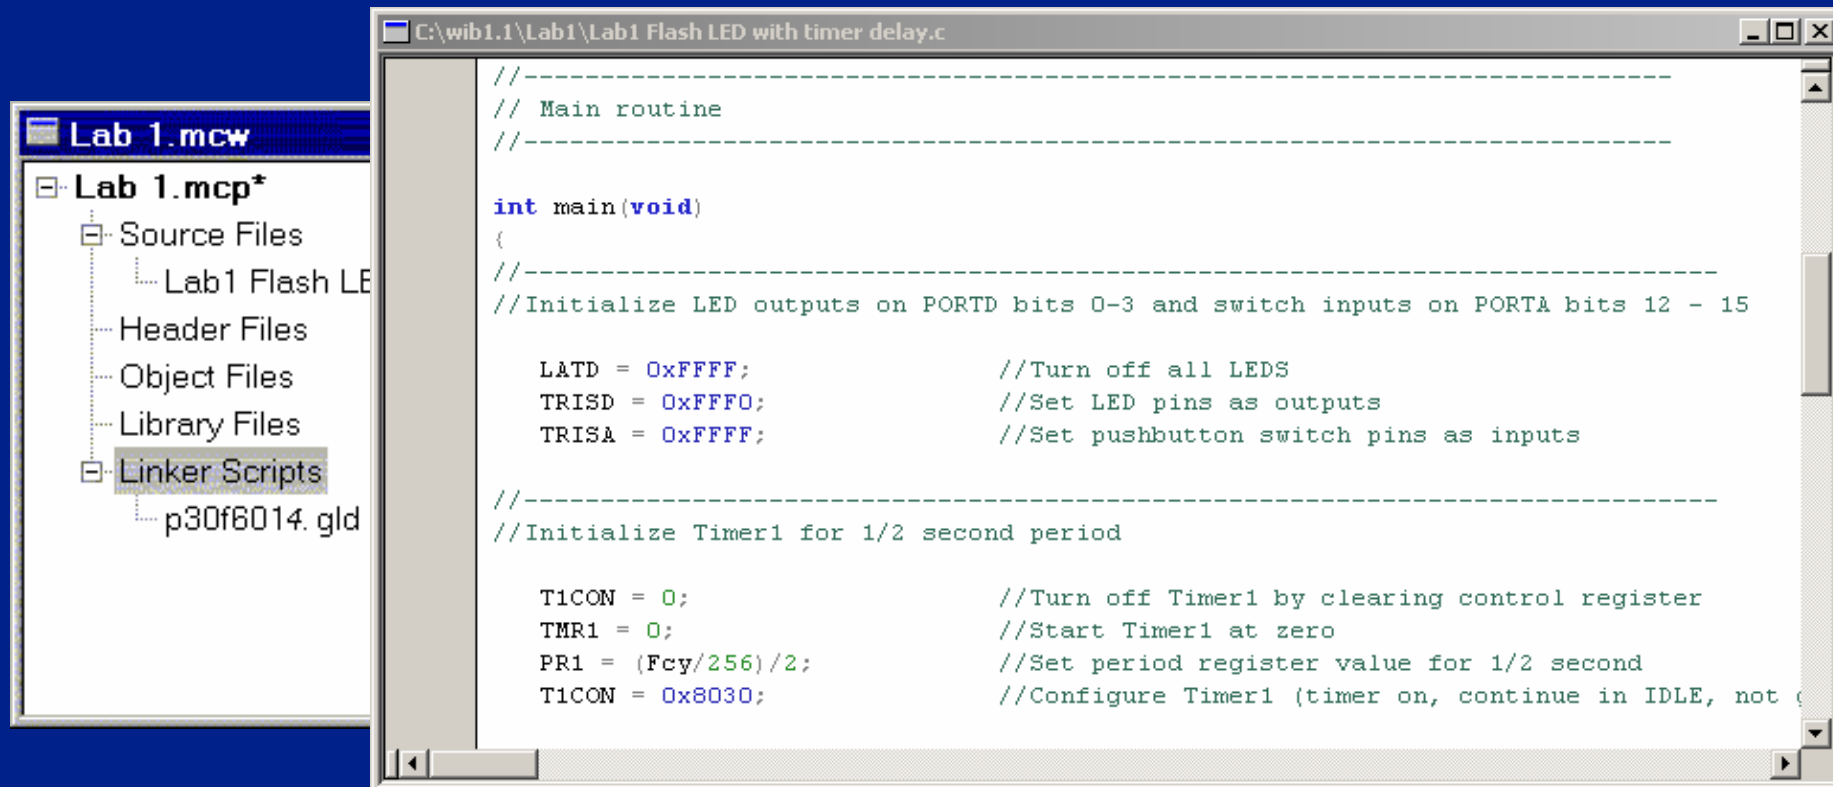 Lab 1.mcw
Lab 1.mcp*
Source Files
Lab1 Flash LE
Header Files
Object Files
Library Files
Linker Scripts
p30f6014. gld
C:\wib1.1\Lab1\Lab1 Flash LED with timer delay.c
//---------------------------------------------------------------------------
// Main routine
//---------------------------------------------------------------------------
int main(void)
{
//------------------------------------------------------------------------------
//Initialize LED outputs on PORTD bits 0-3 and switch inputs on PORTA bits 12 - 15
LATD = 0xFFFF; //Turn off all LEDS
TRISD = 0xFFF0; //Set LED pins as outputs
TRISA = 0xFFFF; //Set pushbutton switch pins as inputs
//------------------------------------------------------------------------------
//Initialize Timer1 for 1/2 second period
T1CON = 0; //Turn off Timer1 by clearing control register
TMR1 = 0; //Start Timer1 at zero
PR1 = (Fcy/256)/2; //Set period register value for 1/2 second
T1CON = 0x8030; //Configure Timer1 (timer on, continue in IDLE, not